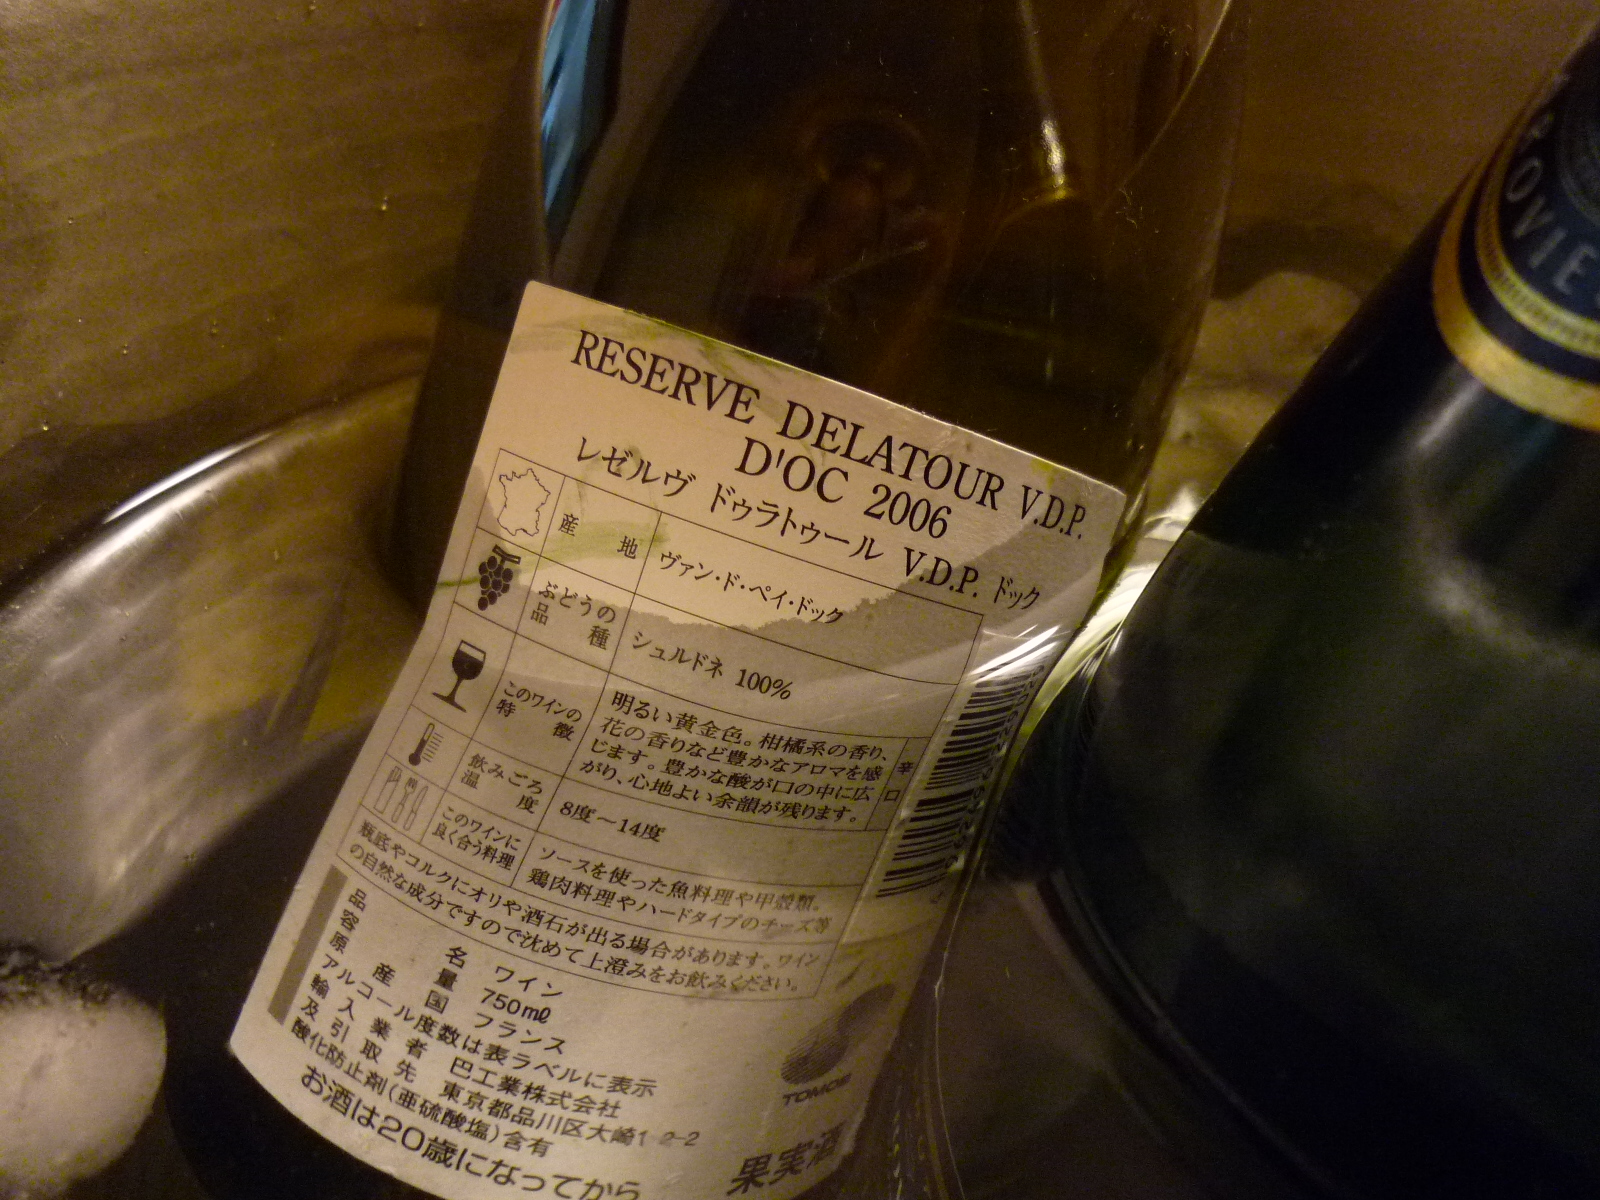 RESERVE DELATOUR V.D.P.
D'OC 2006
レゼルヴ ドゥラトゥール V.D.P. ドック
産地 ヴァン・ド・ペイ・ドック
ぶどうの品種 シュルドネ 100%
このワインの特徴
明るい黄金色。柑橘系の香り、
花の香りなど豊かなアロマを感
じます。豊かな酸が口の中に広
がり、心地よい余韻が残ります。
辛口
飲みごろ温度 8度～14度
このワインに良く合う料理
ソースを使った魚料理や甲殻類。
鶏肉料理やハードタイプのチーズ等
瓶底やコルクにオリや酒石が出る場合があります。ワイン
の自然な成分ですので沈めて上澄みをお飲みください。
品名 ワイン
容量 750ml
原産国 フランス
アルコール度数は表ラベルに表示
輸入業者 巴工業株式会社
及引取先 東京都品川区大崎1-2-2
酸化防止剤(亜硫酸塩)含有
お酒は20歳になってから
TOMOE
果実酒
OVIE